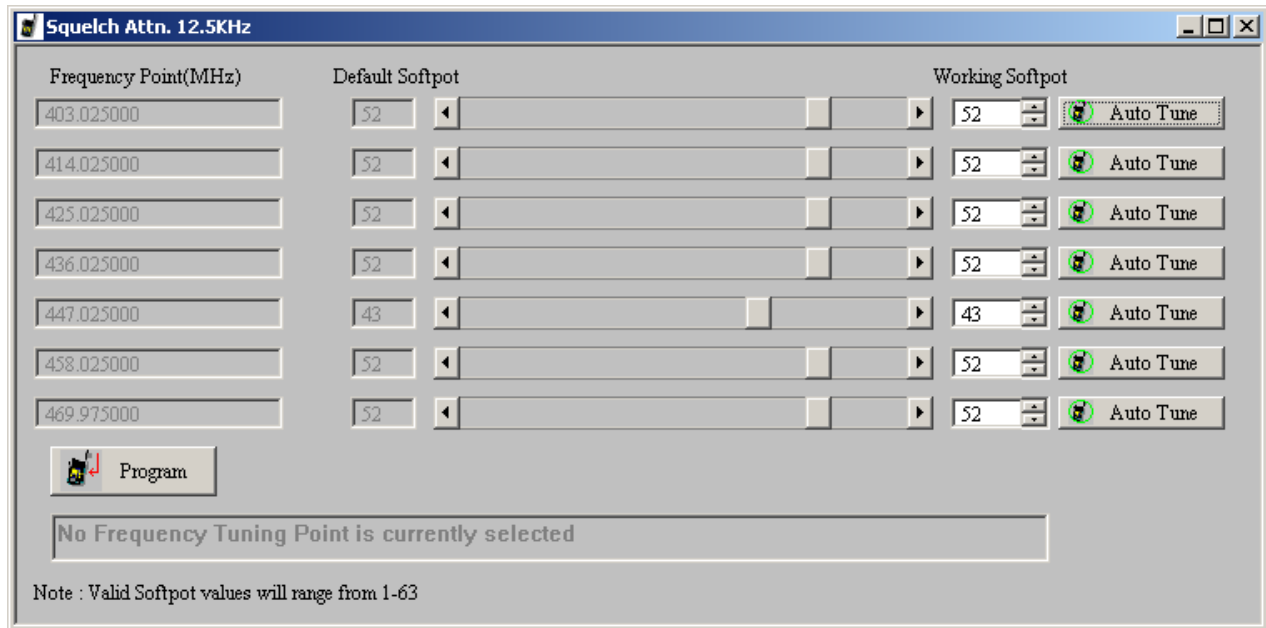 Squelch Attn. 12.5KHz
Frequency Point(MHz) Default Softpot Working Softpot
403.025000 52 52 Auto Tune
414.025000 52 52 Auto Tune
425.025000 52 52 Auto Tune
436.025000 52 52 Auto Tune
447.025000 43 43 Auto Tune
458.025000 52 52 Auto Tune
469.975000 52 52 Auto Tune
Program
No Frequency Tuning Point is currently selected
Note : Valid Softpot values will range from 1-63